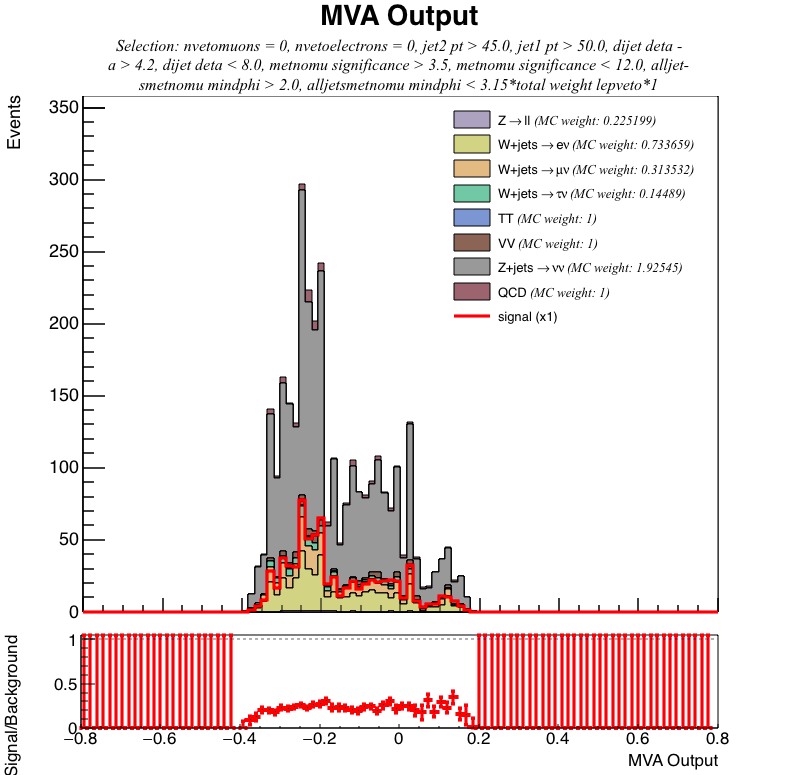 MVA Output
Selection: nvetomuons = 0, nvetoelectrons = 0, jet2 pt > 45.0, jet1 pt > 50.0, dijet deta -
a > 4.2, dijet deta < 8.0, metnomu significance > 3.5, metnomu significance < 12.0, alljet-
smetnomu mindphi > 2.0, alljetsmetnomu mindphi < 3.15*total weight lepveto*1
Events
350
300
250
200
150
100
50
0
Z→ll (MC weight: 0.225199)
W+jets→eν (MC weight: 0.733659)
W+jets→μν (MC weight: 0.313532)
W+jets→τν (MC weight: 0.14489)
TT (MC weight: 1)
VV (MC weight: 1)
Z+jets→νν (MC weight: 1.92545)
QCD (MC weight: 1)
signal (x1)
Signal/Background
1
0.5
0
−0.8 −0.6 −0.4 −0.2 0 0.2 0.4 0.6 0.8
MVA Output